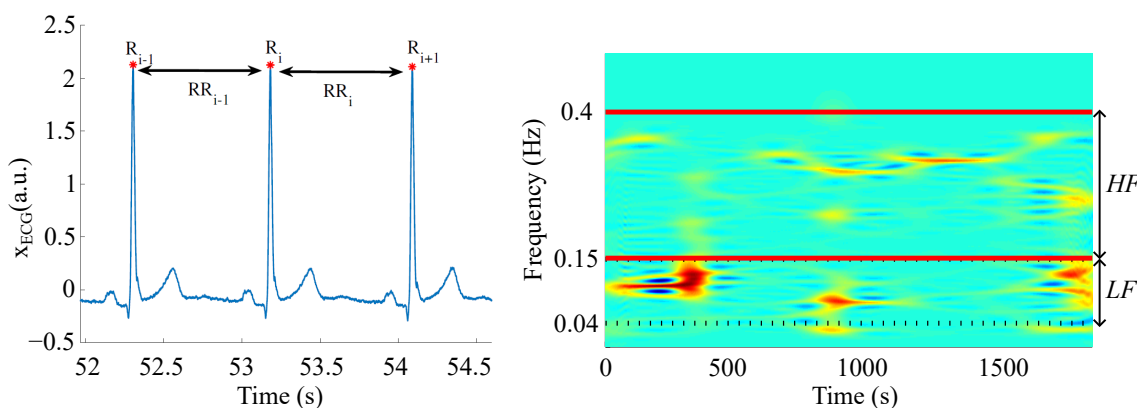 R_{i-1}
R_i
R_{i+1}
RR_{i-1}
RR_i
2.5
2
1.5
1
0.5
0
−0.5
x_{ECG}(a.u.)
52
52.5
53
53.5
54
54.5
Time (s)
0.4
0.15
0.04
Frequency (Hz)
HF
LF
0
500
1000
1500
Time (s)